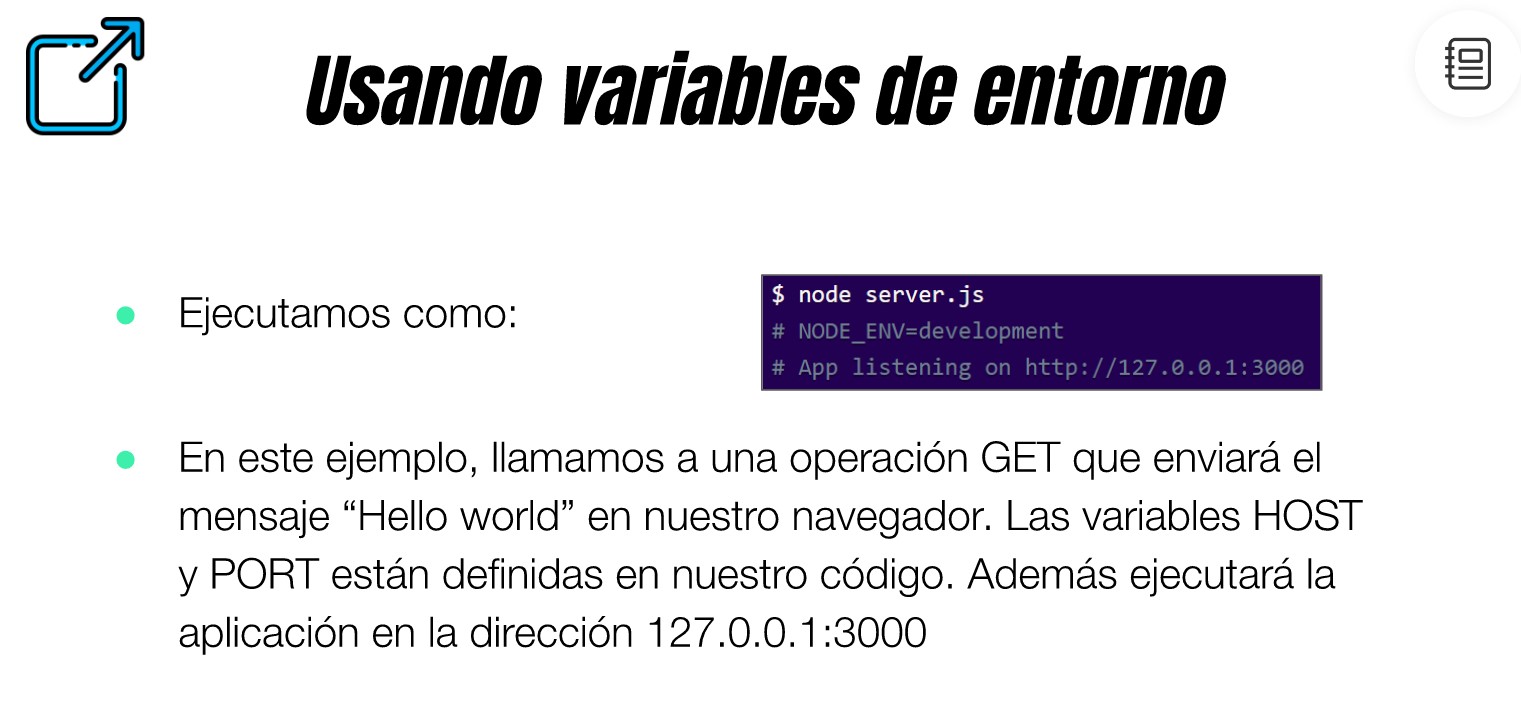 Usando variables de entorno
Ejecutamos como:
$ node server.js
# NODE_ENV=development
# App listening on http://127.0.0.1:3000
En este ejemplo, llamamos a una operación GET que enviará el
mensaje “Hello world” en nuestro navegador. Las variables HOST
y PORT están definidas en nuestro código. Además ejecutará la
aplicación en la dirección 127.0.0.1:3000